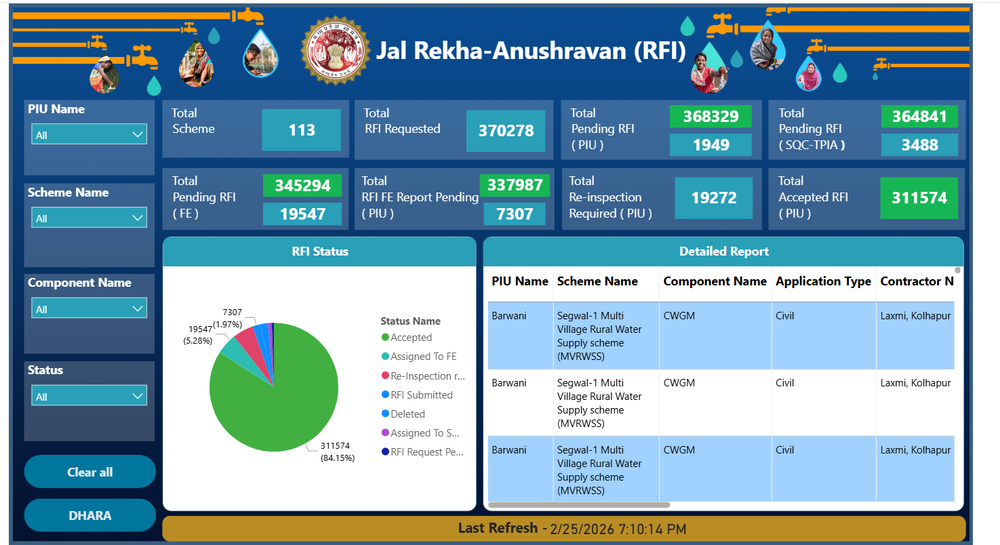 Jal Rekha-Anushravan (RFI)
PIU Name
All
Scheme Name
All
Component Name
All
Status
All
Clear all
DHARA
Total
Scheme
113
Total
RFI Requested
370278
Total
Pending RFI
( PIU )
368329
1949
Total
Pending RFI
( SQC-TPIA )
364841
3488
Total
Pending RFI
( FE )
345294
19547
Total
RFI FE Report Pending
( PIU )
337987
7307
Total
Re-inspection
Required ( PIU )
19272
Total
Accepted RFI
( PIU )
311574
RFI Status
7307
(1.97%)
19547
(5.28%)
311574
(84.15%)
Status Name
Accepted
Assigned To FE
Re-Inspection r...
RFI Submitted
Deleted
Assigned To S...
RFI Request Pe...
Detailed Report
PIU Name Scheme Name Component Name Application Type Contractor N
Barwani Segwal-1 Multi CWGM Civil Laxmi, Kolhapur
Village Rural Water
Supply scheme
(MVRWSS)
Barwani Segwal-1 Multi CWGM Civil Laxmi, Kolhapur
Village Rural Water
Supply scheme
(MVRWSS)
Barwani Segwal-1 Multi CWGM Civil Laxmi, Kolhapur
Village Rural Water
Supply scheme
(MVRWSS)
Last Refresh - 2/25/2026 7:10:14 PM